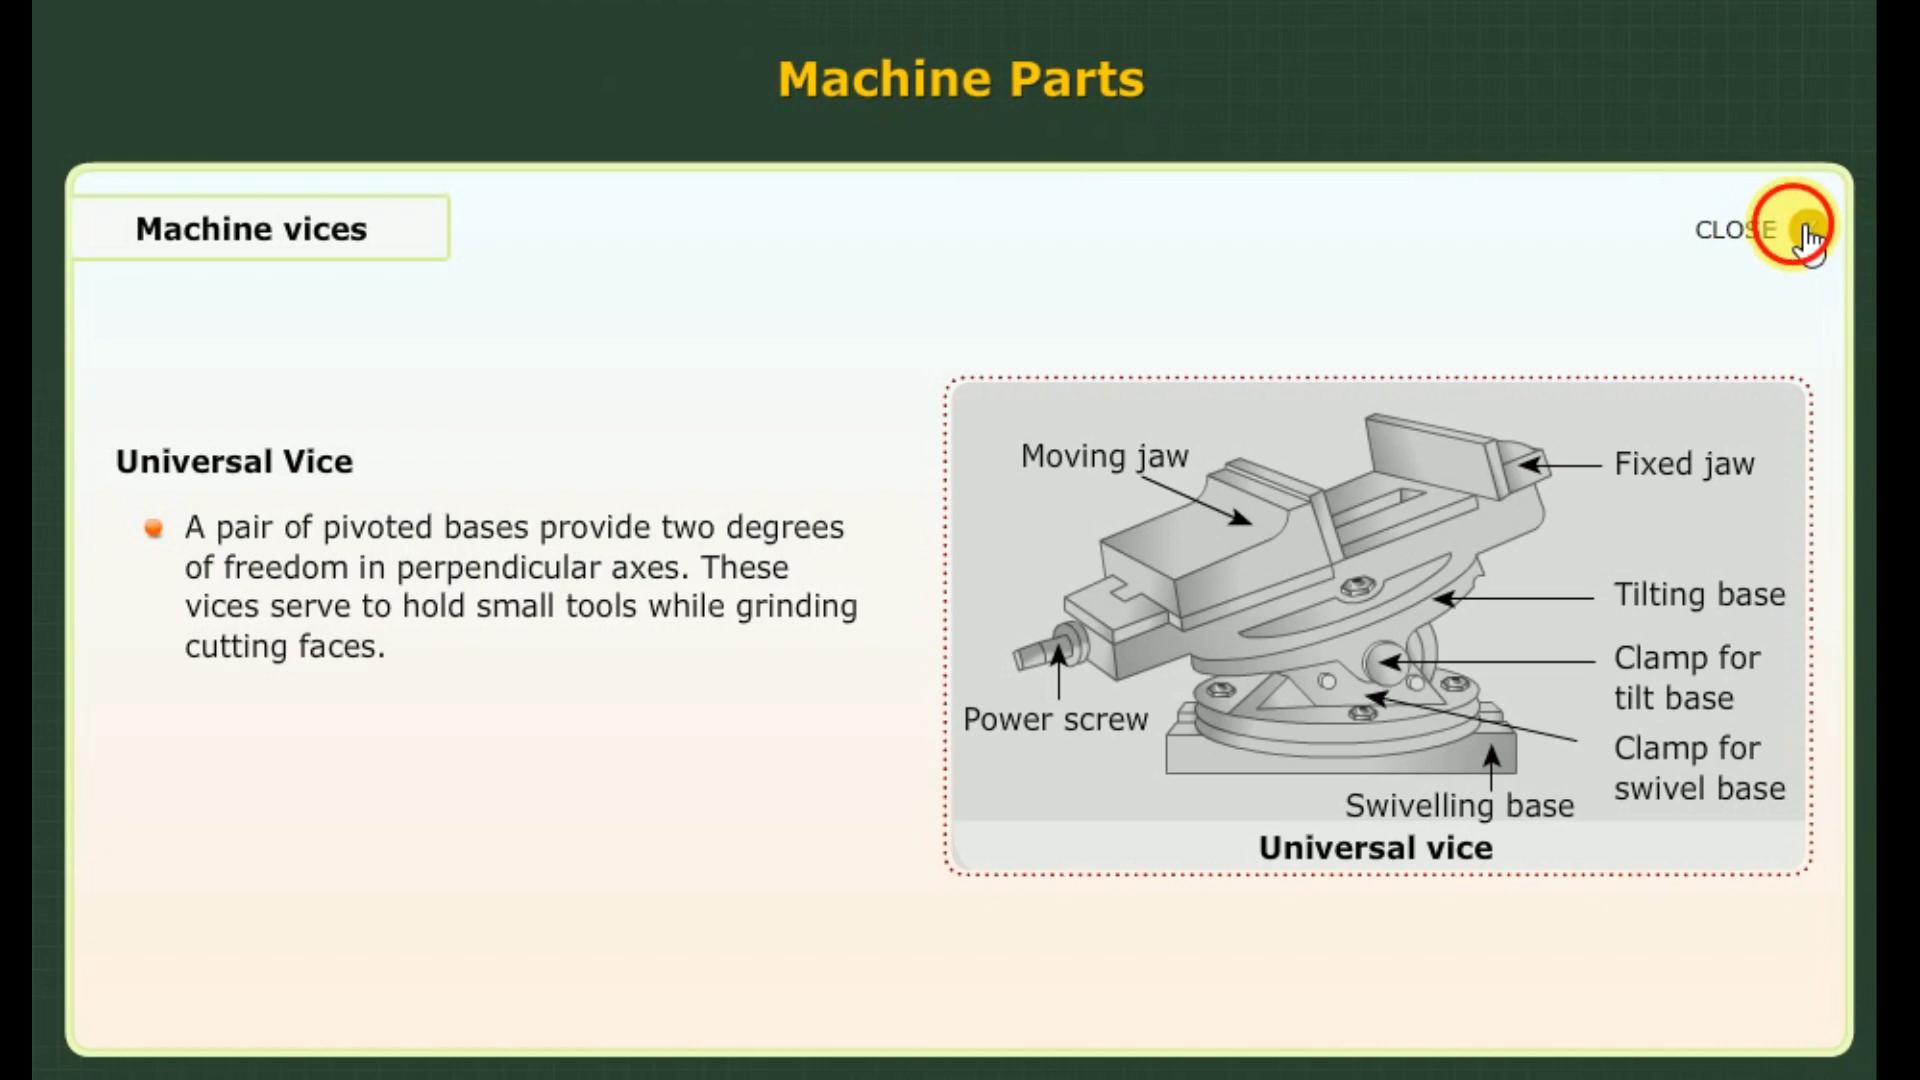 Machine Parts
Machine vices
CLOSE
Universal Vice
A pair of pivoted bases provide two degrees
of freedom in perpendicular axes. These
vices serve to hold small tools while grinding
cutting faces.
Moving jaw
Fixed jaw
Tilting base
Clamp for
tilt base
Power screw
Clamp for
swivel base
Swivelling base
Universal vice